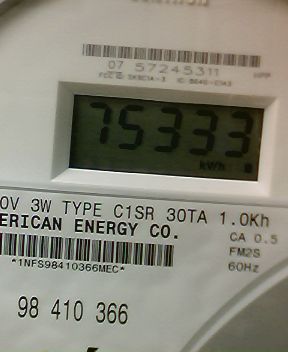 07 57245311
75333
kWh
0V 3W TYPE C1SR 30TA 1.0Kh
ERICAN ENERGY CO.
CA 0.5
FM2S
60Hz
*1NFS98410366MEC*
98 410 366